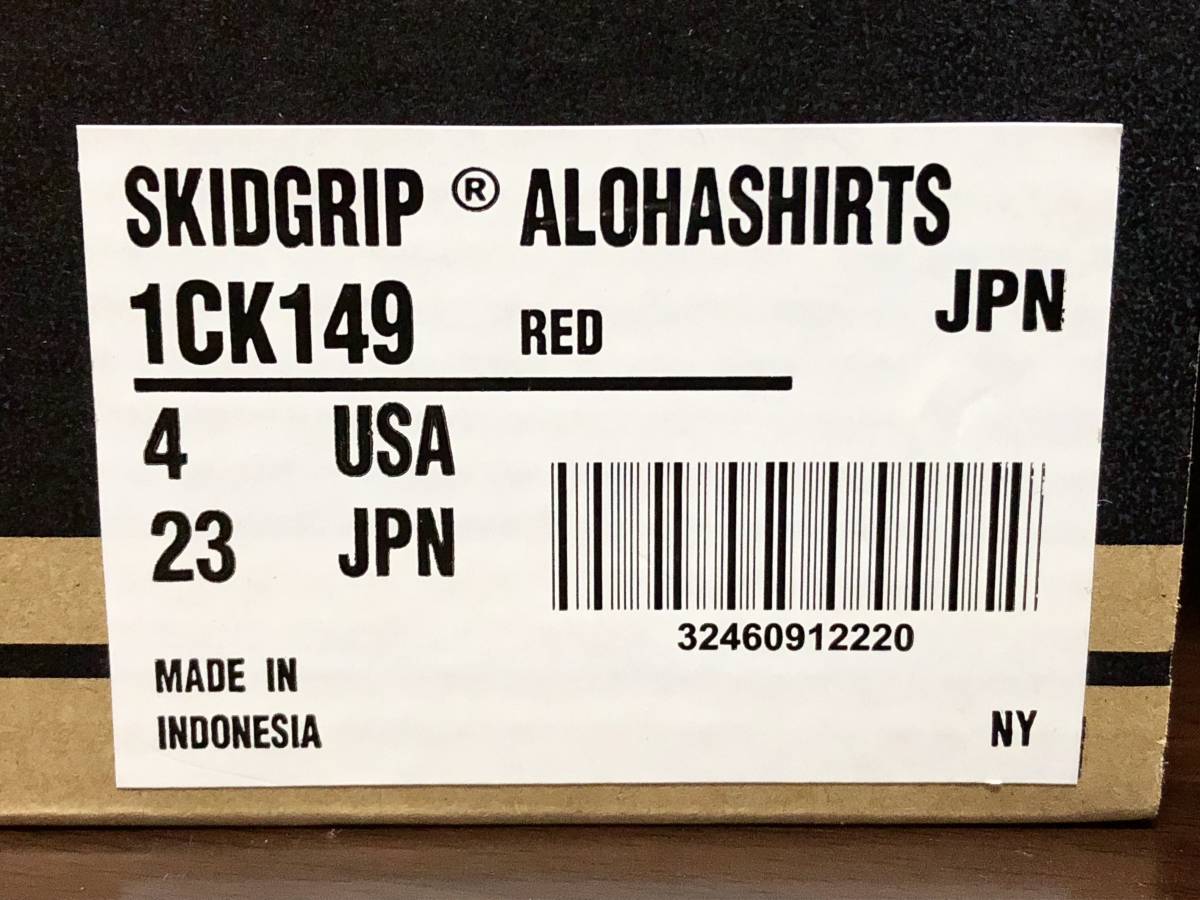 SKIDGRIP ® ALOHASHIRTS
1CK149 RED JPN
4 USA
23 JPN
32460912220
MADE IN
INDONESIA
NY